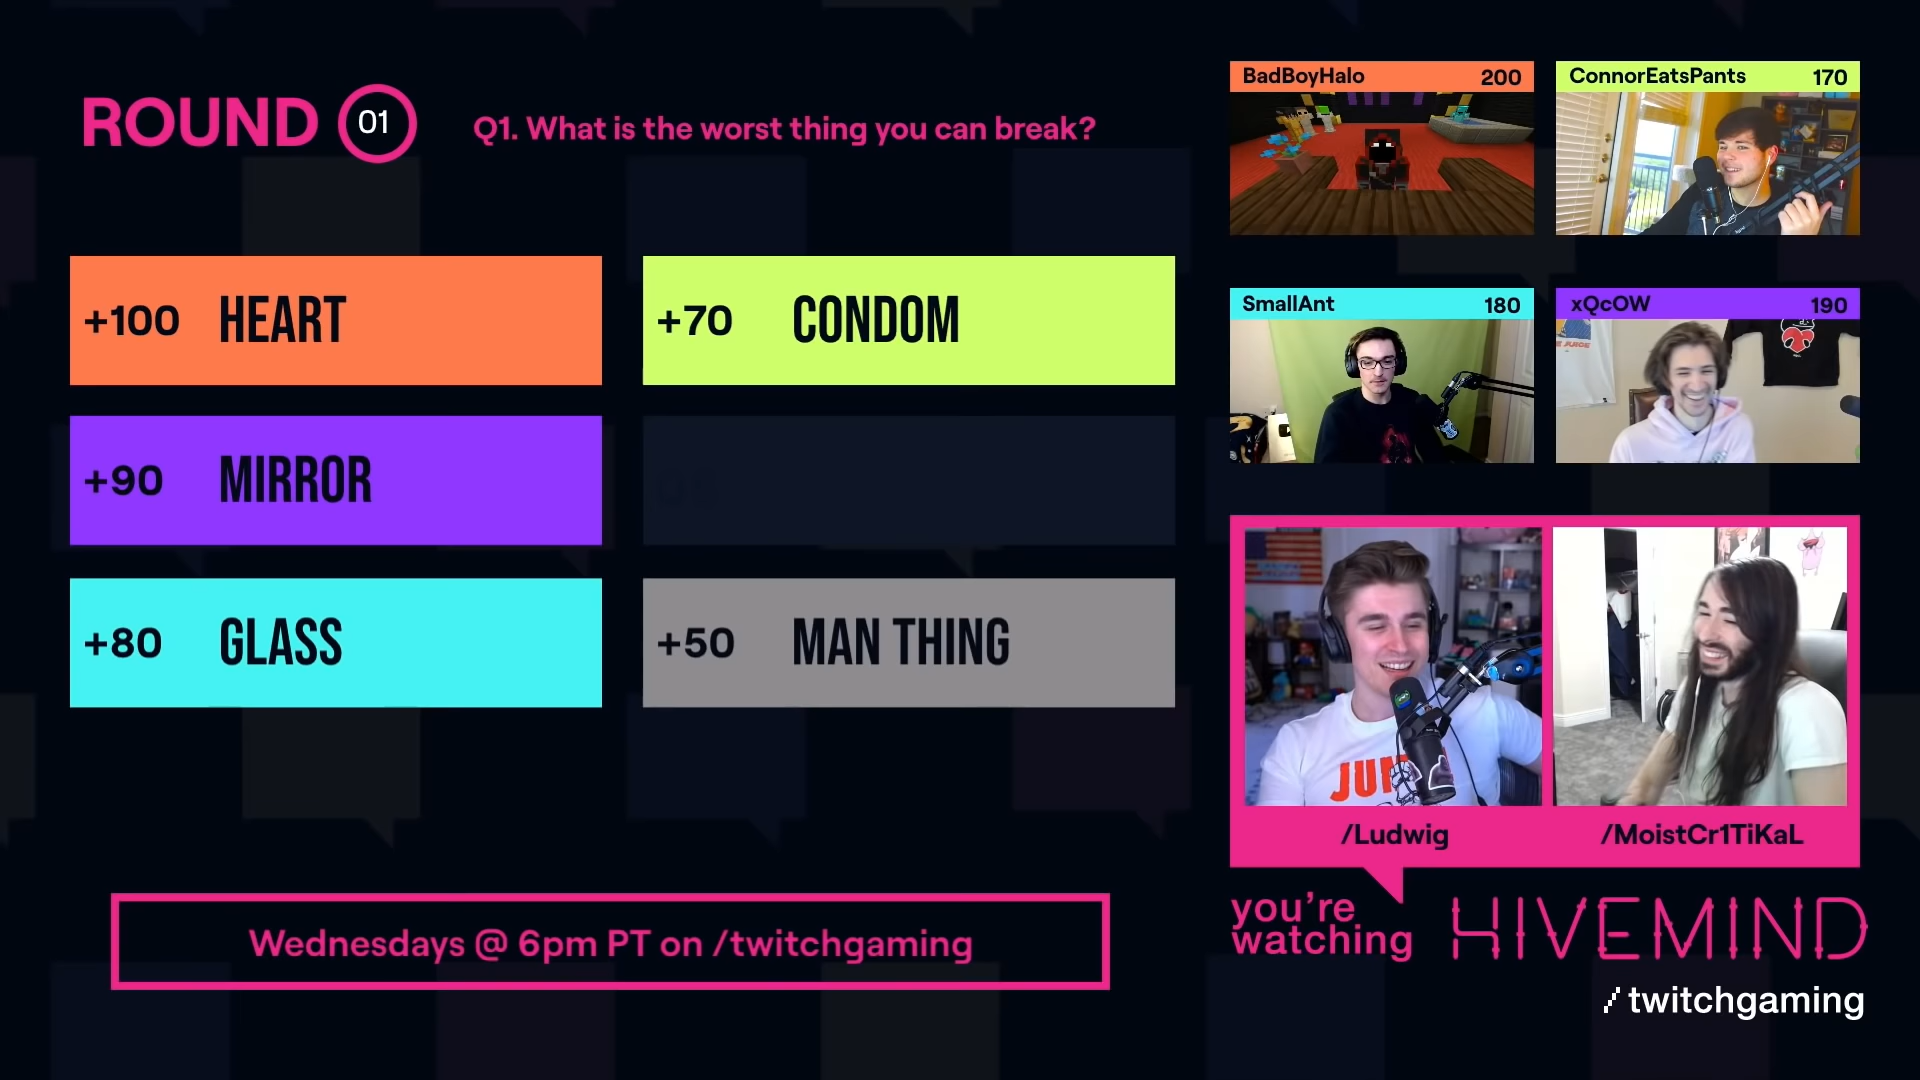 ROUND 01
Q1. What is the worst thing you can break?
+100 HEART
+70 CONDOM
+90 MIRROR
+80 GLASS
+50 MAN THING
Wednesdays @ 6pm PT on /twitchgaming
BadBoyHalo 200
ConnorEatsPants 170
SmallAnt 180
xQcOW 190
JUICE
/Ludwig
/MoistCr1TiKaL
you're
watching
HIVEMIND
/twitchgaming